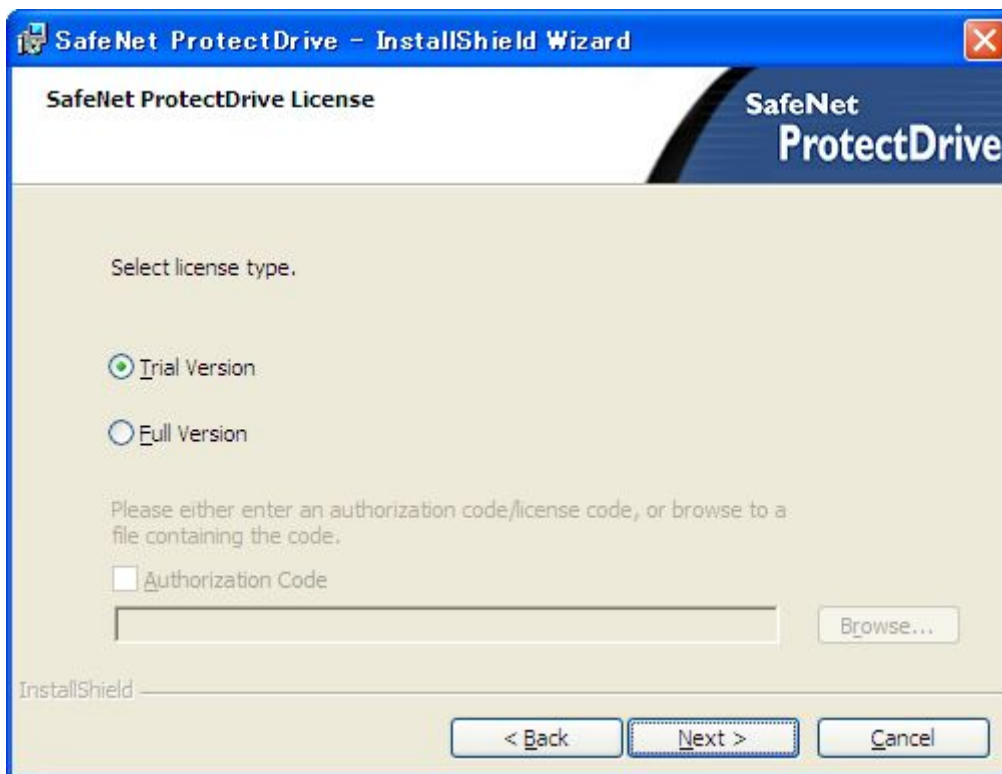 SafeNet ProtectDrive - InstallShield Wizard
SafeNet ProtectDrive License
SafeNet
ProtectDrive
Select license type.
Trial Version
Full Version
Please either enter an authorization code/license code, or browse to a
file containing the code.
Authorization Code
Browse...
InstallShield
< Back
Next >
Cancel